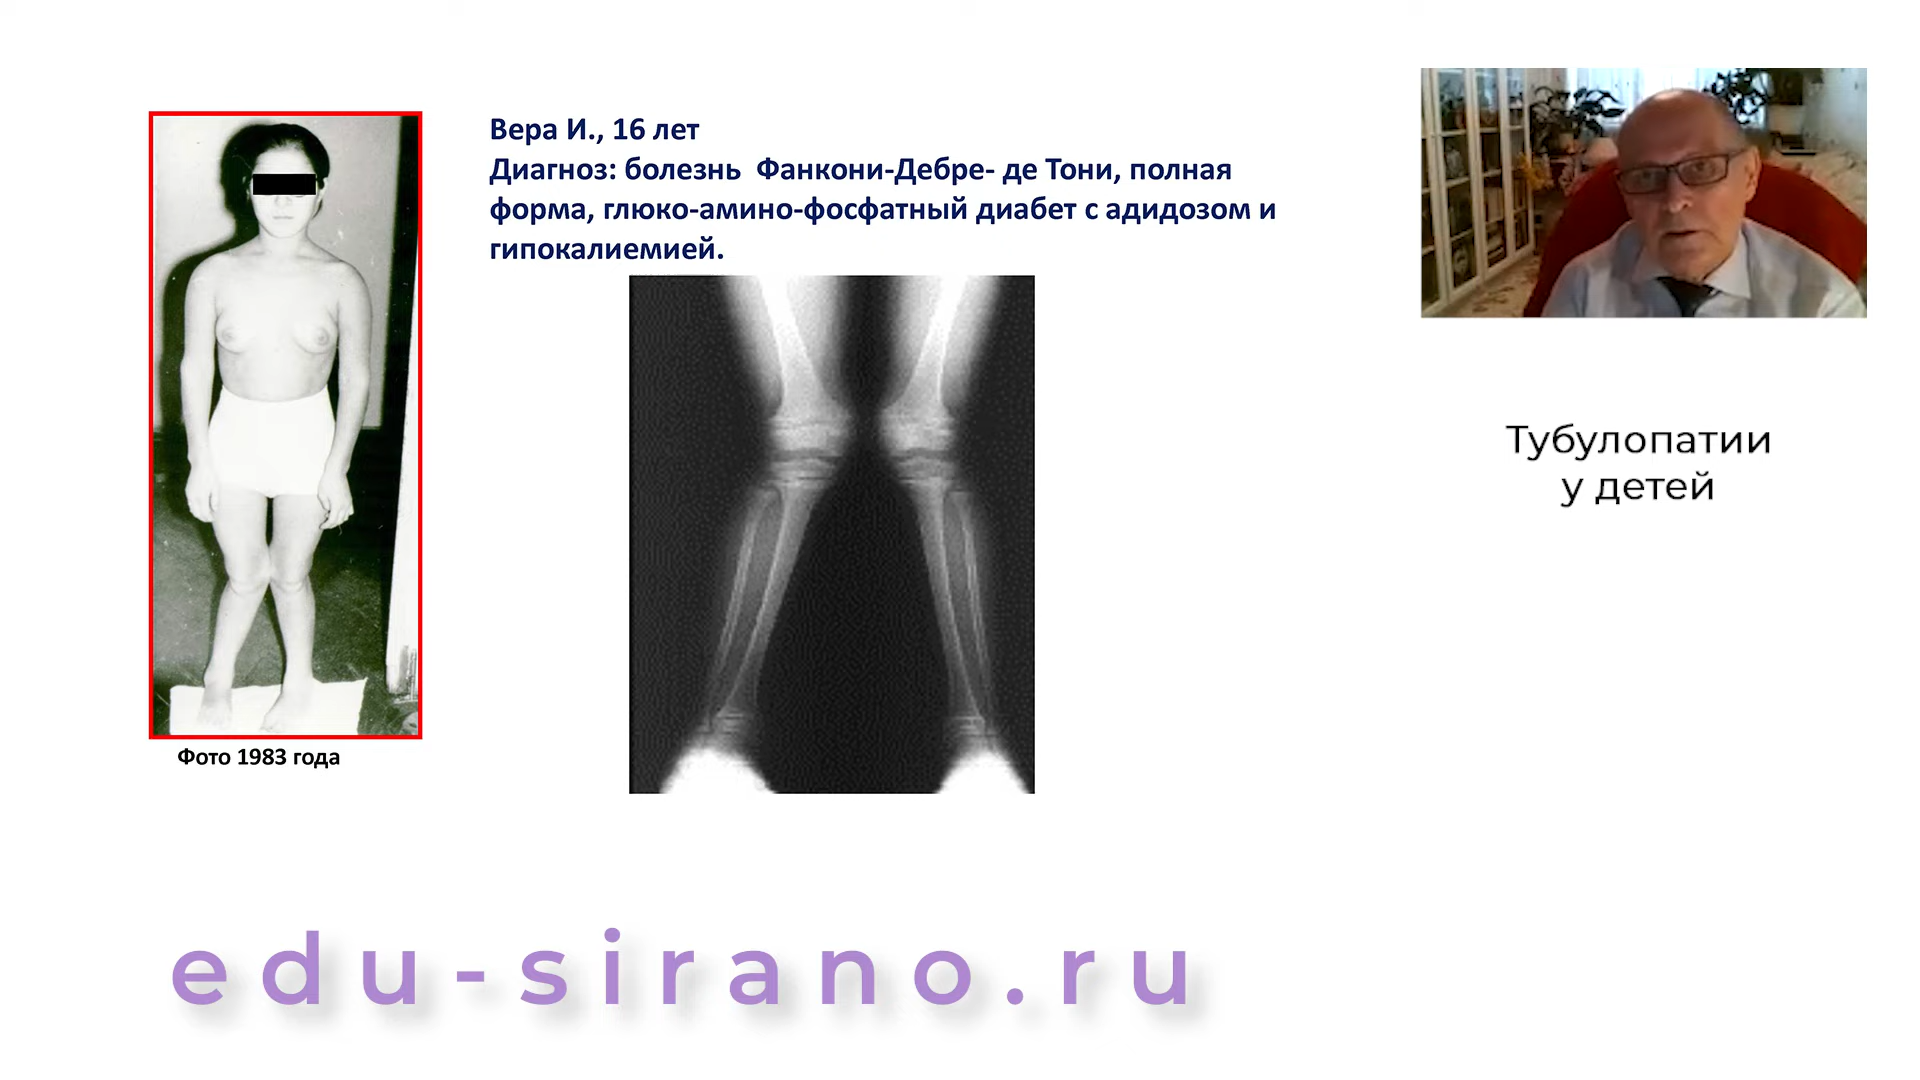 Вера И., 16 лет
Диагноз: болезнь Фанкони-Дебре- де Тони, полная
форма, глюко-амино-фосфатный диабет с адидозом и
гипокалиемией.
Фото 1983 года
Тубулопатии
у детей
edu-sirano.ru